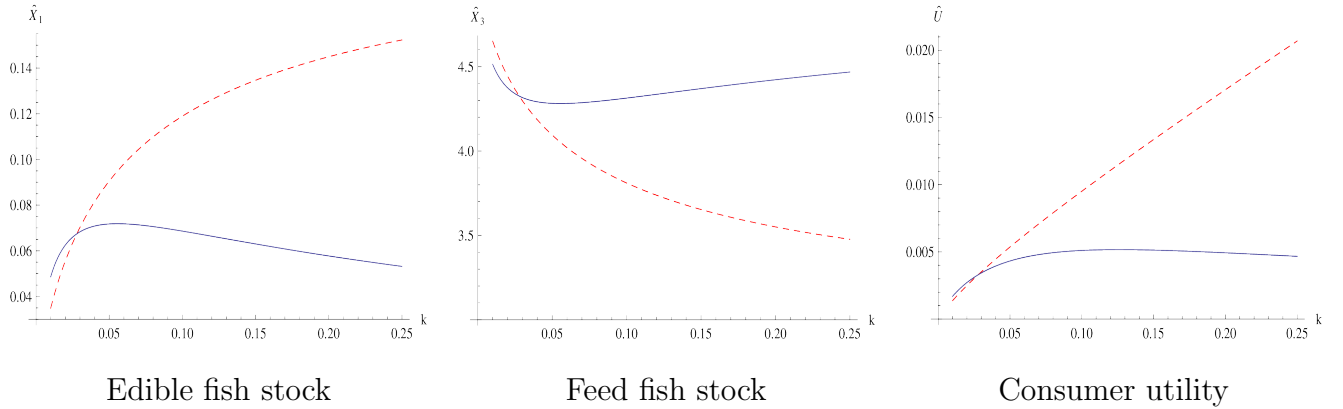 X̂₁
0.14
0.12
0.10
0.08
0.06
0.04
0.05 0.10 0.15 0.20 0.25 k
Edible fish stock
X̂₃
4.5
4.0
3.5
0.05 0.10 0.15 0.20 0.25 k
Feed fish stock
Û
0.020
0.015
0.010
0.005
0.05 0.10 0.15 0.20 0.25 k
Consumer utility